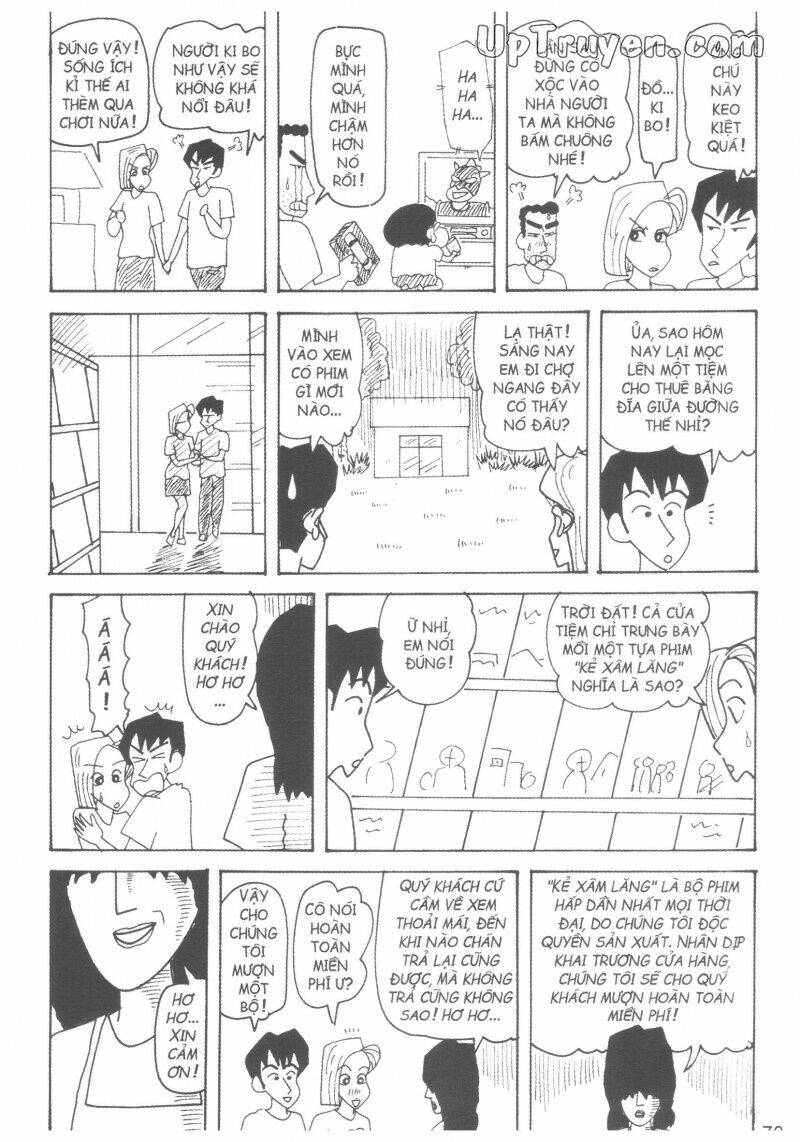 UpTruyen.com
CHÚ
NÀY
KEO
KIỆT
QUÁ!
ĐỒ...
KI
BO!
ĐỪNG CÓ
XỘC VÀO
NHÀ NGƯỜI
TA MÀ KHÔNG
BẤM CHUÔNG
NHÉ!
HA
HA
HA...
BỰC
MÌNH
QUÁ,
MÌNH
CHẬM
HƠN
NÓ
RỒI!
NGƯỜI KI BO
NHƯ VẬY SẼ
KHÔNG KHÁ
NỔI ĐÂU!
ĐÚNG VẬY!
SỐNG ÍCH
KỈ THẾ AI
THÈM QUA
CHƠI NỮA!
ỦA, SAO HÔM
NAY LẠI MỌC
LÊN MỘT TIỆM
CHO THUÊ BĂNG
ĐĨA GIỮA ĐƯỜNG
THẾ NHỈ?
LẠ THẬT!
SÁNG NAY
EM ĐI CHỢ
NGANG ĐÂY
CÓ THẤY
NÓ ĐÂU?
MÌNH
VÀO XEM
CÓ PHIM
GÌ MỚI
NÀO...
TRỜI ĐẤT! CẢ CỬA
TIỆM CHỈ TRƯNG BÀY
MỖI MỘT TỰA PHIM
"KẺ XÂM LĂNG"
NGHĨA LÀ SAO?
Ừ NHỈ,
EM NÓI
ĐÚNG!
XIN
CHÀO
QUÝ
KHÁCH!
HƠ HƠ
...
Á
Á
Á
Á!
"KẺ XÂM LĂNG" LÀ BỘ PHIM
HẤP DẪN NHẤT MỌI THỜI
ĐẠI, DO CHÚNG TÔI ĐỘC
QUYỀN SẢN XUẤT. NHÂN DỊP
KHAI TRƯƠNG CỬA HÀNG,
CHÚNG TÔI SẼ CHO QUÝ
KHÁCH MƯỢN HOÀN TOÀN
MIỄN PHÍ!
QUÝ KHÁCH CỨ
CẦM VỀ XEM
THOẢI MÁI, ĐẾN
KHI NÀO CHÁN
TRẢ LẠI CŨNG
ĐƯỢC, MÀ KHÔNG
TRẢ CŨNG KHÔNG
SAO! HƠ HƠ...
CÔ NÓI
HOÀN
TOÀN
MIỄN
PHÍ Ư?
VẬY
CHO
CHÚNG
TÔI
MƯỢN
MỘT
BỘ!
HƠ
HƠ...
XIN
CẢM
ƠN!